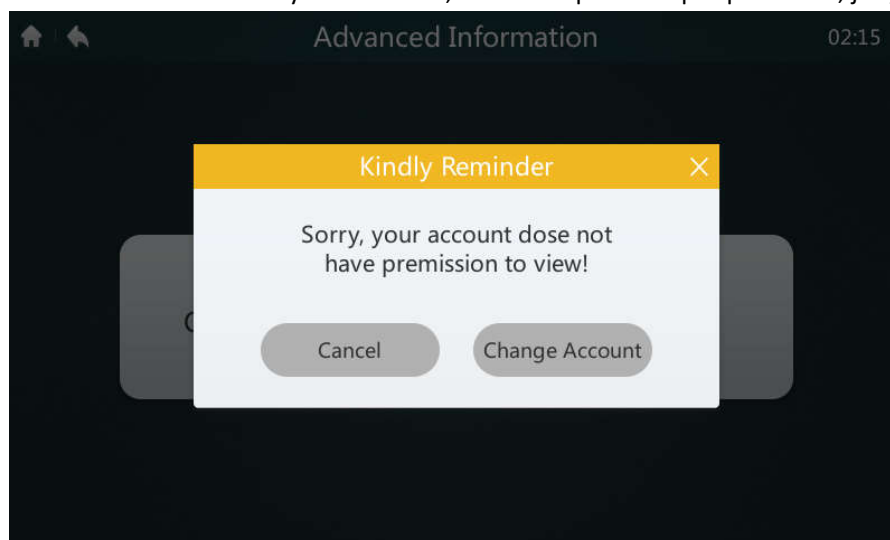 Advanced Information
02:15
Kindly Reminder
Sorry, your account dose not
have premission to view!
Cancel
Change Account